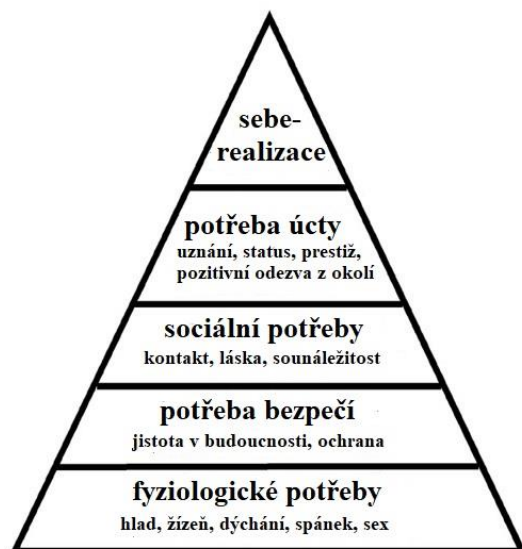 sebe-
realizace
potřeba úcty
uznání, status, prestiž,
pozitivní odezva z okolí
sociální potřeby
kontakt, láska, sounáležitost
potřeba bezpečí
jistota v budoucnosti, ochrana
fyziologické potřeby
hlad, žízeň, dýchání, spánek, sex